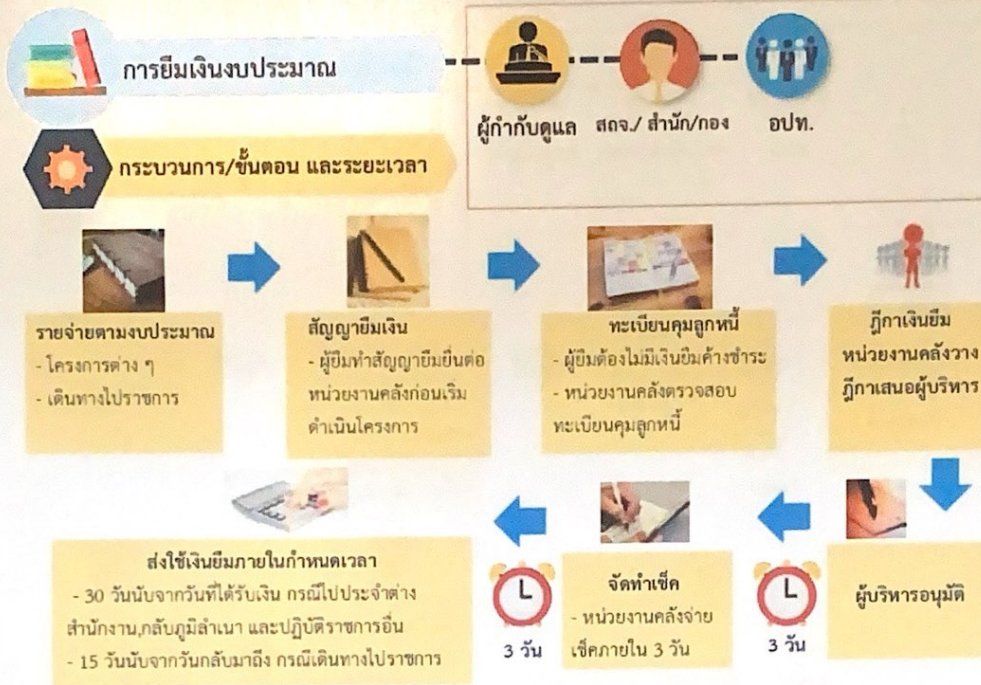 การยืมเงินงบประมาณ
ผู้กำกับดูแล
สถจ./ สำนัก/กอง
อปท.
กระบวนการ/ขั้นตอน และระยะเวลา
รายจ่ายตามงบประมาณ
- โครงการต่าง ๆ
- เดินทางไปราชการ
สัญญายืมเงิน
- ผู้ยืมทำสัญญายืมยื่นต่อ
หน่วยงานคลังก่อนเริ่ม
ดำเนินโครงการ
ทะเบียนคุมลูกหนี้
- ผู้ยืมต้องไม่มีเงินยืมค้างชำระ
- หน่วยงานคลังตรวจสอบ
ทะเบียนคุมลูกหนี้
ฎีกาเงินยืม
หน่วยงานคลังวาง
ฎีกาเสนอผู้บริหาร
ผู้บริหารอนุมัติ
3 วัน
จัดทำเช็ค
- หน่วยงานคลังจ่าย
เช็คภายใน 3 วัน
3 วัน
ส่งใช้เงินยืมภายในกำหนดเวลา
- 30 วันนับจากวันที่ได้รับเงิน กรณีไปประจำต่าง
สำนักงาน,กลับภูมิลำเนา และปฏิบัติราชการอื่น
- 15 วันนับจากวันกลับมาถึง กรณีเดินทางไปราชการ